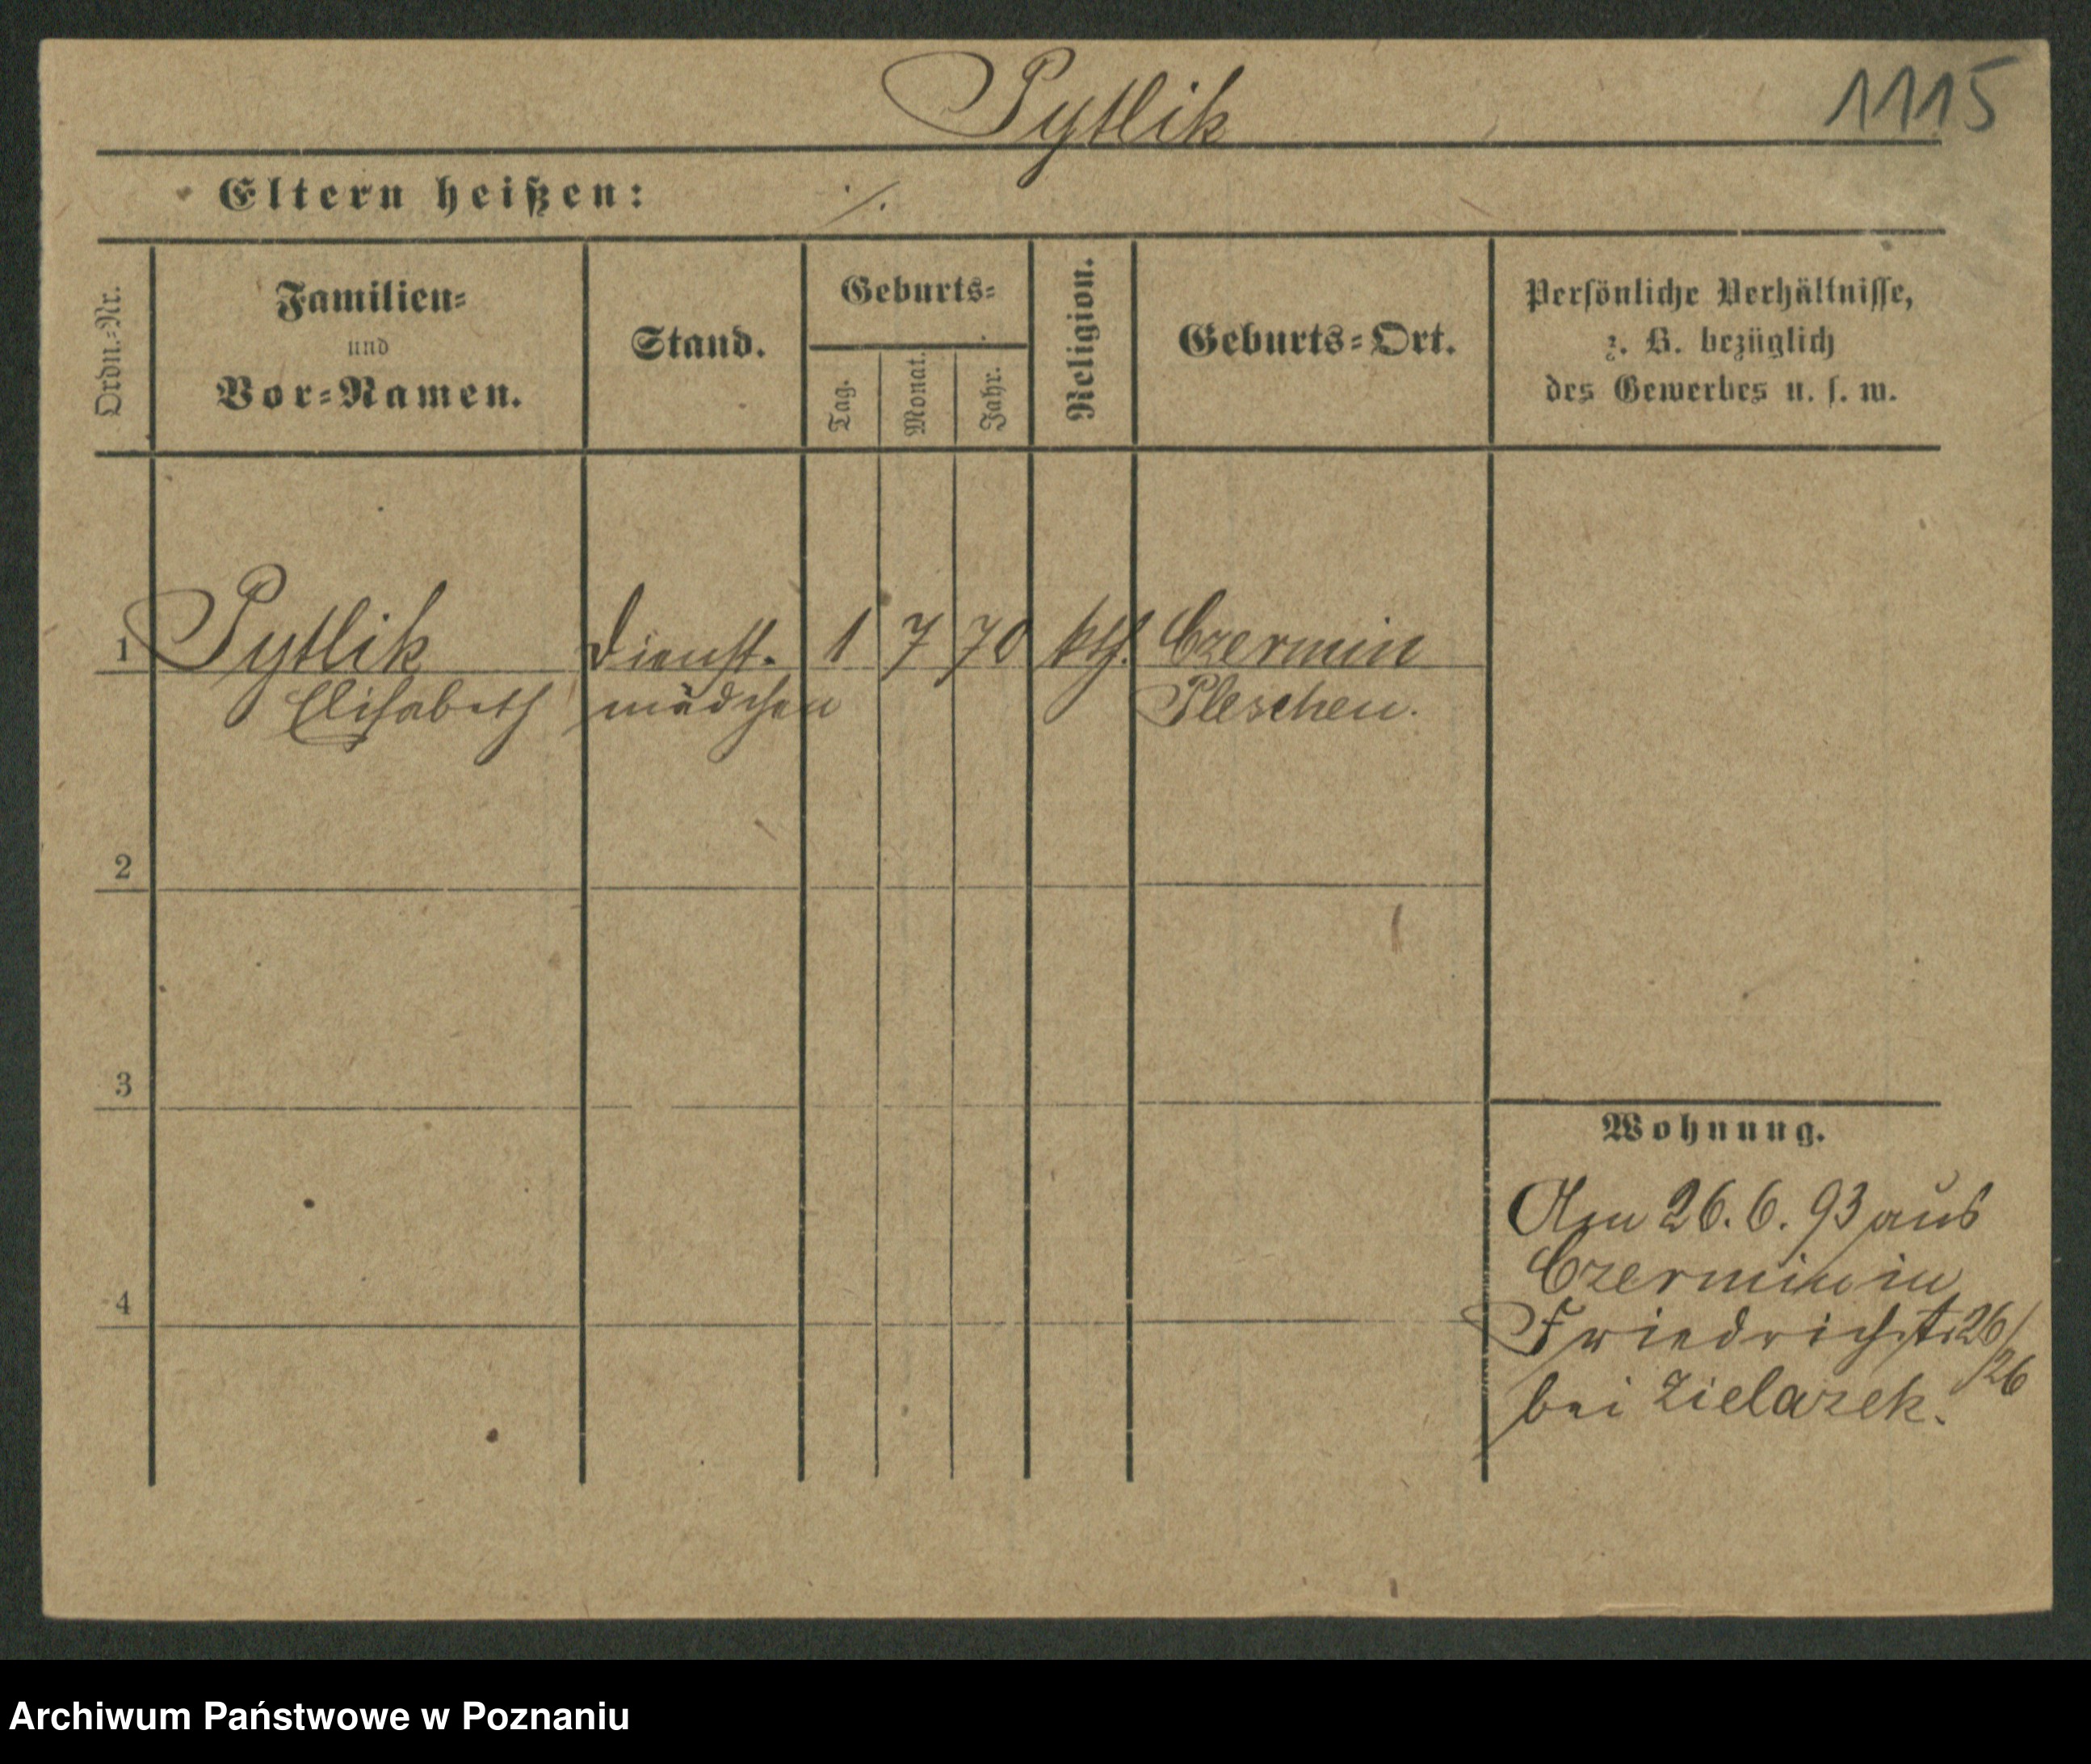 Pytlik
1115
Eltern heißen: ./.
Ordn.-Nr.
Familien-
und
Vor-Namen.
Stand.
Geburts-
Tag.
Monat.
Jahr.
Religion.
Geburts-Ort.
Persönliche Verhältnisse,
z. B. bezüglich
des Gewerbes u. s. w.
1 Pytlik Dienst- 1 7 70 kth. Czermin
Elisabeth mädchen Pleschen.
2
3
4
Wohnung.
Am 26. 6. 93 aus
Czermin in
Friedrichstr 26/
26
bei Zielazek.
Archiwum Państwowe w Poznaniu